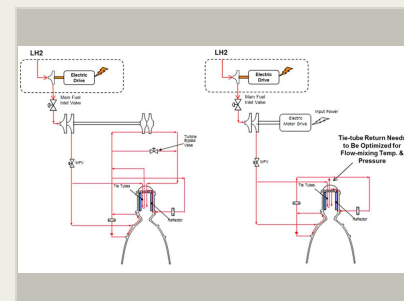 LH2
Electric
Drive
Main Fuel
Inlet Valve
Turbine
Bypass
Valve
MFV
Tie Tubes
Reflector
LH2
Electric
Drive
Main Fuel
Inlet Valve
Electric
Motor Drive
Input Power
Tie-tube Return Needs
to Be Optimized for
Flow-mixing Temp. &
Pressure
MFV
Tie Tubes
Reflector